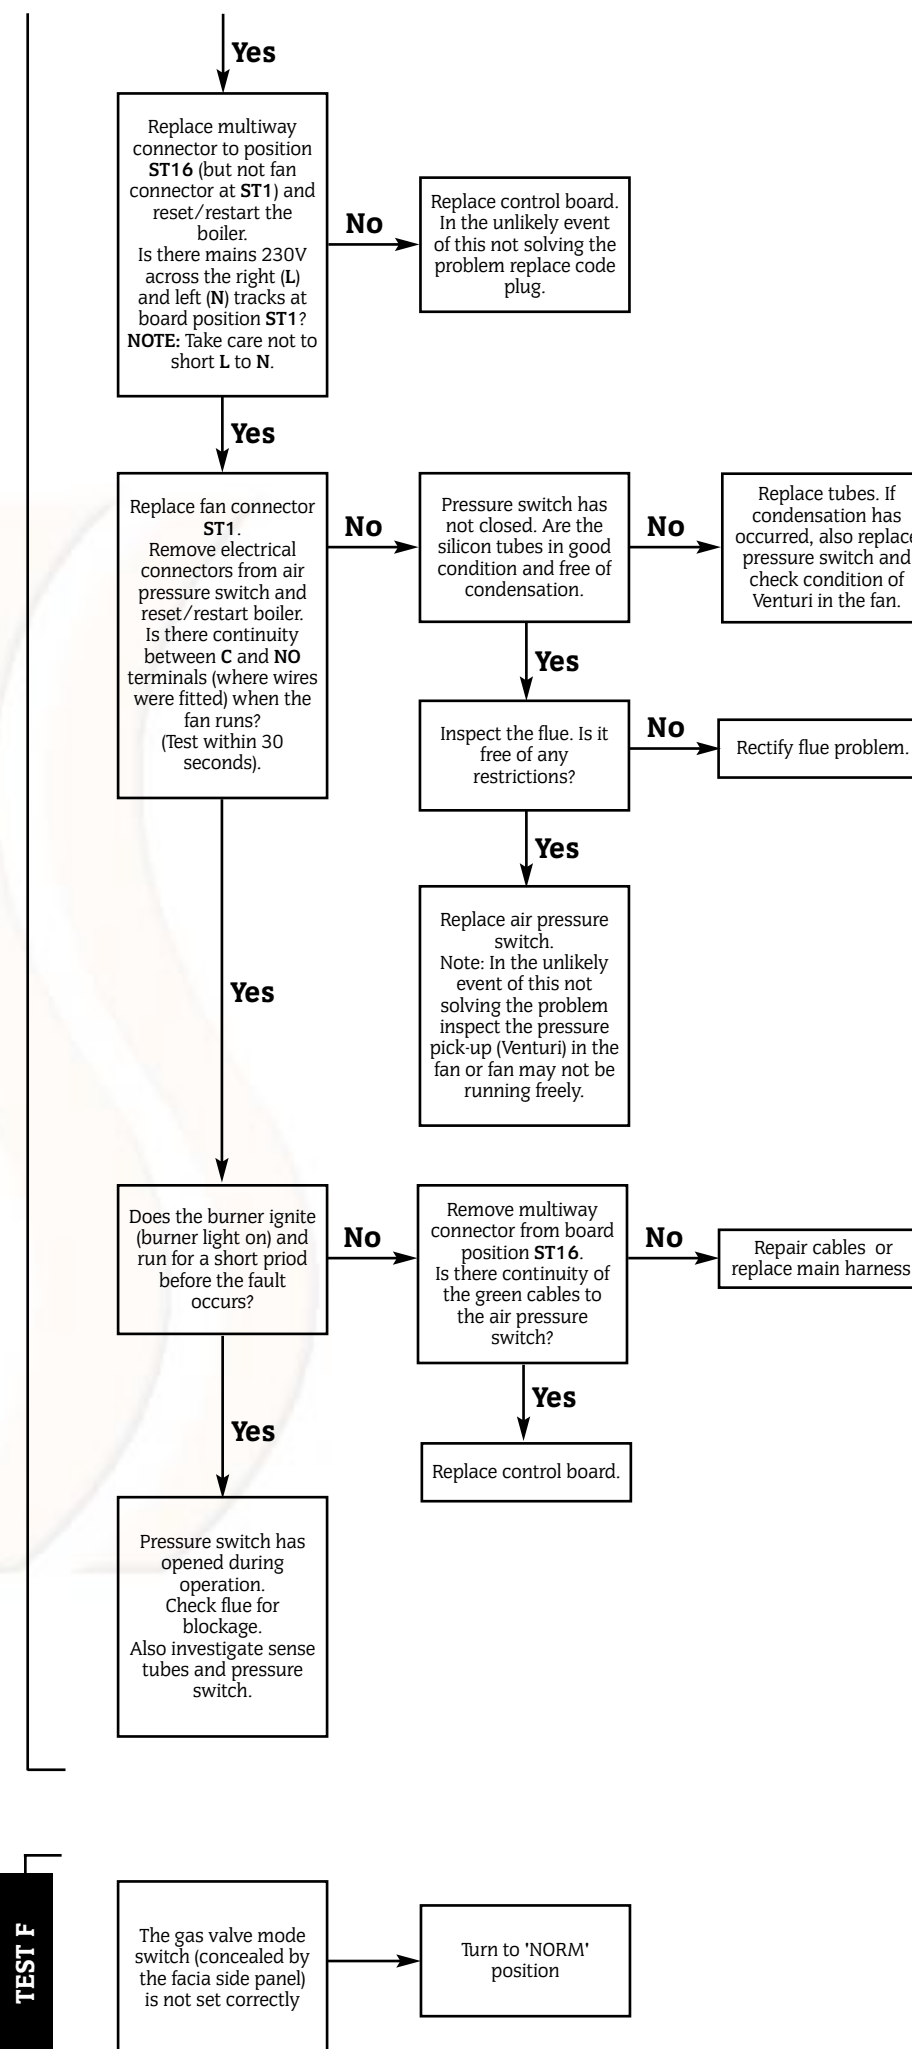 Yes
Replace multiway
connector to position
ST16 (but not fan
connector at ST1) and
reset/restart the
boiler.
Is there mains 230V
across the right (L)
and left (N) tracks at
board position ST1?
NOTE: Take care not to
short L to N.
No
Replace control board.
In the unlikely event
of this not solving the
problem replace code
plug.
Yes
Replace fan connector
ST1.
Remove electrical
connectors from air
pressure switch and
reset/restart boiler.
Is there continuity
between C and NO
terminals (where wires
were fitted) when the
fan runs?
(Test within 30
seconds).
No
Pressure switch has
not closed. Are the
silicon tubes in good
condition and free of
condensation.
No
Replace tubes. If
condensation has
occurred, also replace
pressure switch and
check condition of
Venturi in the fan.
Yes
Inspect the flue. Is it
free of any
restrictions?
No
Rectify flue problem.
Yes
Replace air pressure
switch.
Note: In the unlikely
event of this not
solving the problem
inspect the pressure
pick-up (Venturi) in the
fan or fan may not be
running freely.
Yes
Does the burner ignite
(burner light on) and
run for a short priod
before the fault
occurs?
No
Remove multiway
connector from board
position ST16.
Is there continuity of
the green cables to
the air pressure
switch?
No
Repair cables or
replace main harness
Yes
Replace control board.
Yes
Pressure switch has
opened during
operation.
Check flue for
blockage.
Also investigate sense
tubes and pressure
switch.
TEST F
The gas valve mode
switch (concealed by
the facia side panel)
is not set correctly
Turn to 'NORM'
position